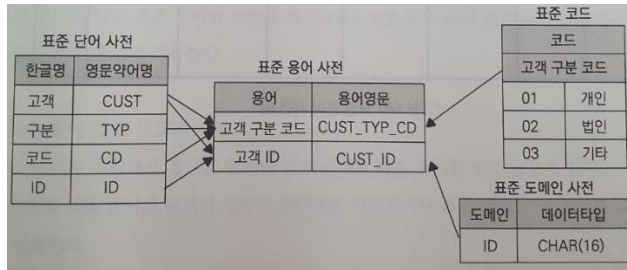 표준 단어 사전
한글명 영문약어명
고객 CUST
구분 TYP
코드 CD
ID ID
표준 용어 사전
용어 용어영문
고객 구분 코드 CUST_TYP_CD
고객 ID CUST_ID
표준 코드
코드
고객 구분 코드
01 개인
02 법인
03 기타
표준 도메인 사전
도메인 데이터타입
ID CHAR(16)